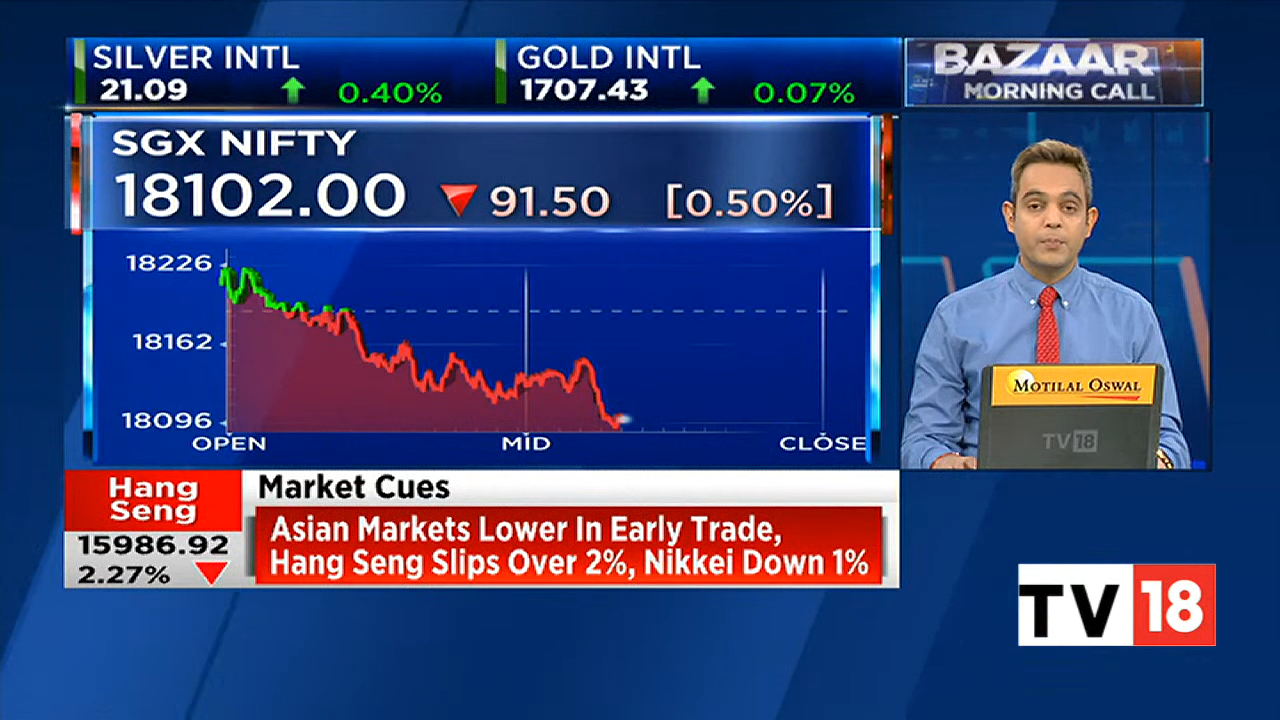 SILVER INTL
21.09 0.40%
GOLD INTL
1707.43 0.07%
BAZAAR
MORNING CALL
SGX NIFTY
18102.00 91.50 [0.50%]
18226
18162
18096
OPEN MID CLOSE
MOTILAL OSWAL
TV18
Hang
Seng
15986.92
2.27%
Market Cues
Asian Markets Lower In Early Trade,
Hang Seng Slips Over 2%, Nikkei Down 1%
TV18